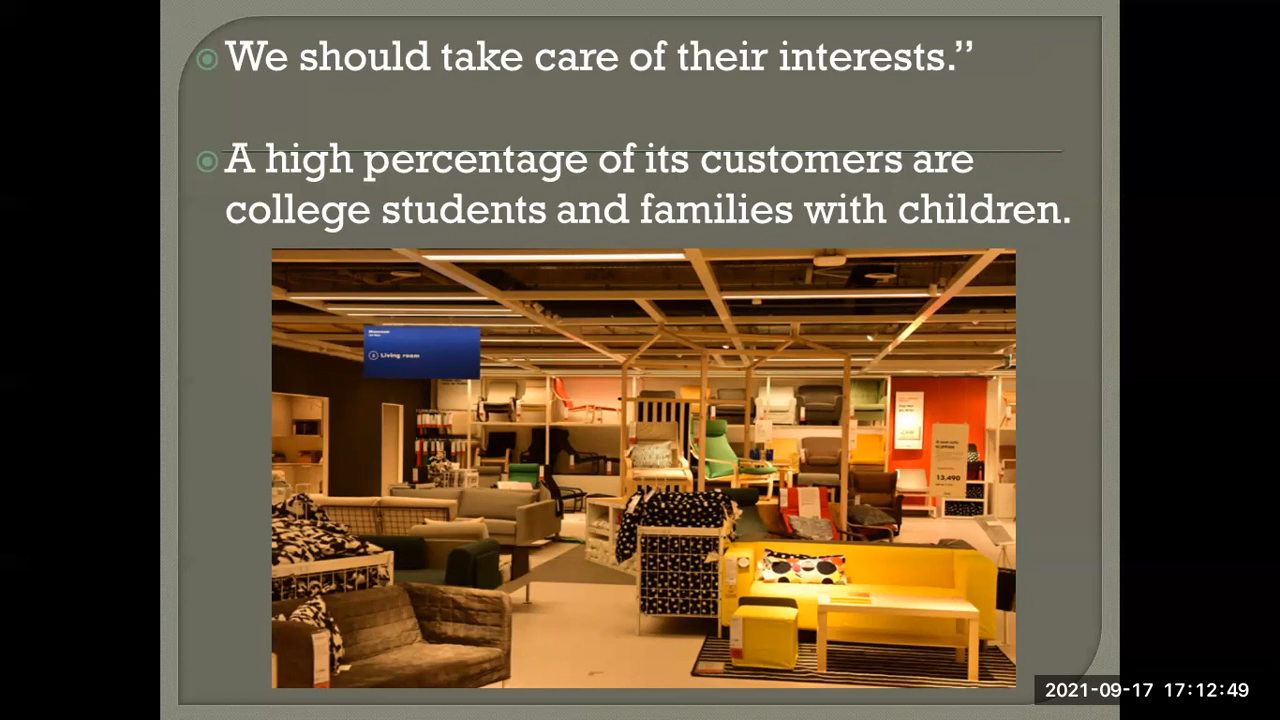 We should take care of their interests.”
A high percentage of its customers are
college students and families with children.
Living room
13,490
2021-09-17 17:12:49